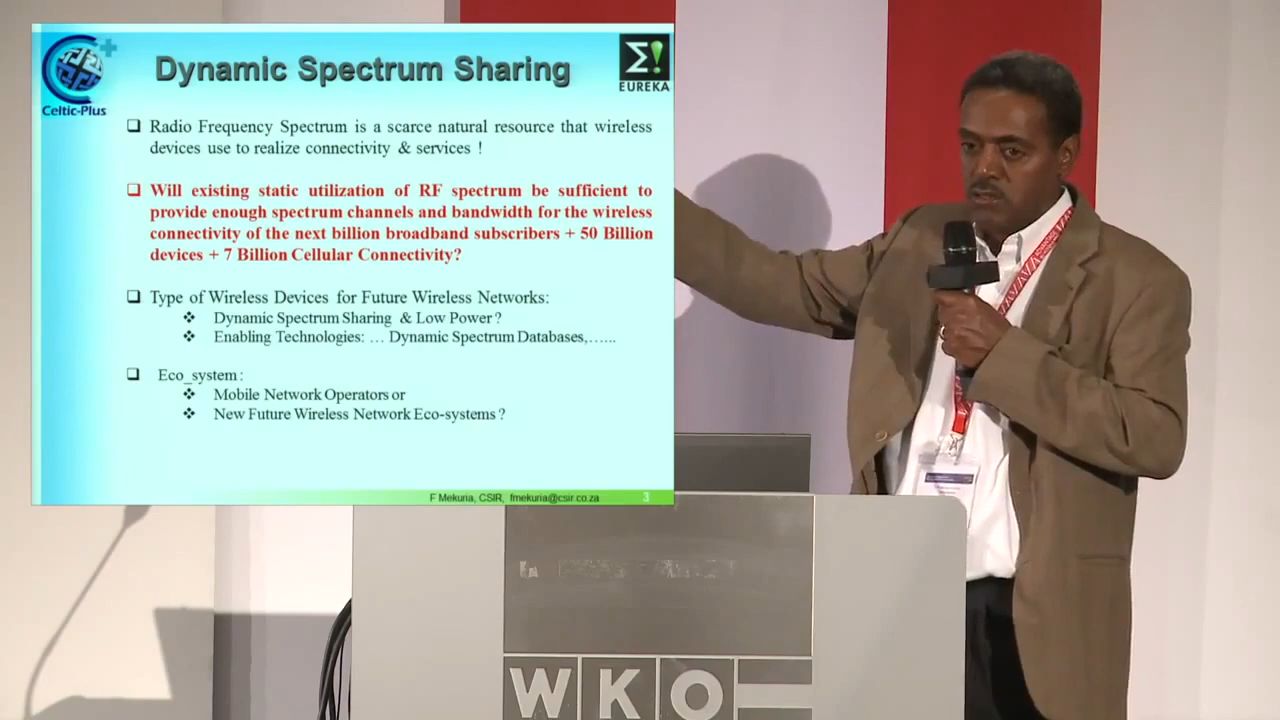 Celtic-Plus
Dynamic Spectrum Sharing
Σ!
EUREKA
❑ Radio Frequency Spectrum is a scarce natural resource that wireless
devices use to realize connectivity & services !
❑ Will existing static utilization of RF spectrum be sufficient to
provide enough spectrum channels and bandwidth for the wireless
connectivity of the next billion broadband subscribers + 50 Billion
devices + 7 Billion Cellular Connectivity?
❑ Type of Wireless Devices for Future Wireless Networks:
❖ Dynamic Spectrum Sharing & Low Power ?
❖ Enabling Technologies: … Dynamic Spectrum Databases,…...
❑ Eco_system :
❖ Mobile Network Operators or
❖ New Future Wireless Network Eco-systems ?
F Mekuria, CSIR, fmekuria@csir.co.za 3
WKO